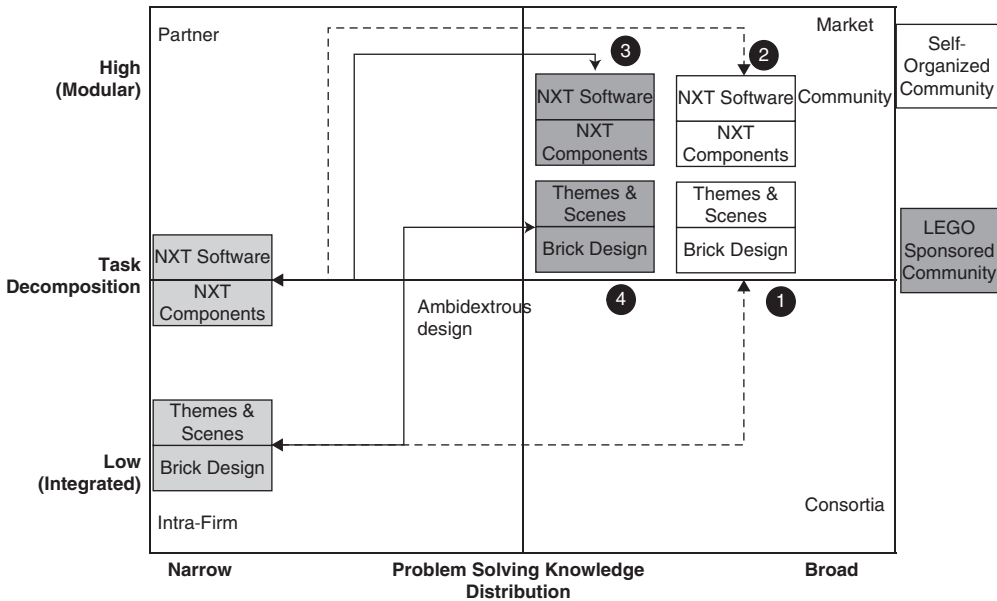 Partner
Market
High
(Modular)
3
2
Self-
Organized
Community
NXT Software
NXT
Components
NXT Software
NXT
Components
Community
Themes &
Scenes
Brick Design
Themes &
Scenes
Brick Design
LEGO
Sponsored
Community
Task
Decomposition
NXT Software
NXT
Components
Ambidextrous
design
4
1
Themes &
Scenes
Brick Design
Low
(Integrated)
Intra-Firm
Consortia
Narrow
Problem Solving Knowledge
Distribution
Broad